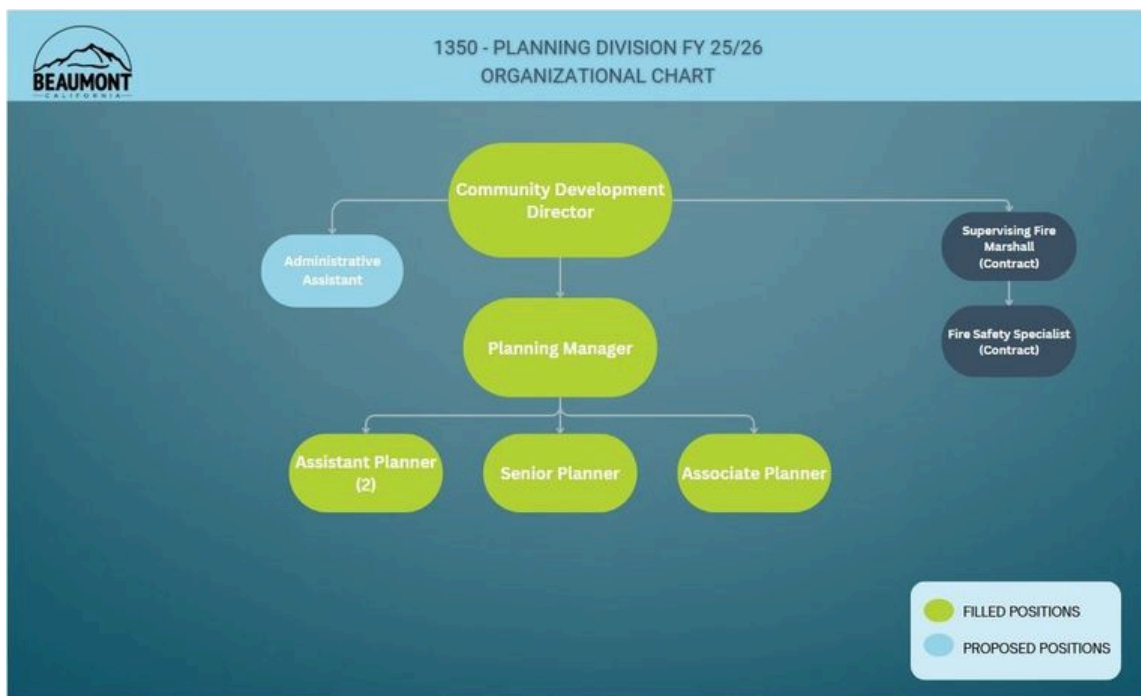 BEAUMONT
CALIFORNIA
1350 - PLANNING DIVISION FY 25/26
ORGANIZATIONAL CHART
Community Development
Director
Administrative
Assistant
Supervising Fire
Marshall
(Contract)
Planning Manager
Fire Safety Specialist
(Contract)
Assistant Planner
(2)
Senior Planner
Associate Planner
FILLED POSITIONS
PROPOSED POSITIONS